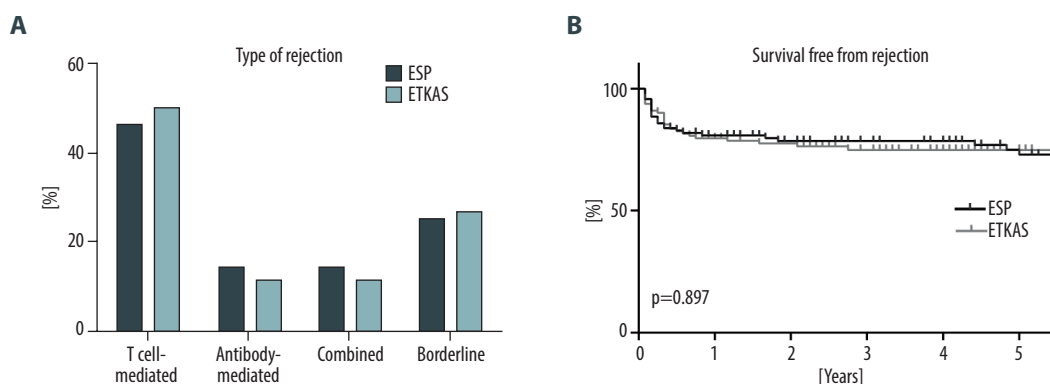 A
Type of rejection
60
40
20
0
[%]
ESP
ETKAS
T cell-
mediated
Antibody-
mediated
Combined
Borderline
B
Survival free from rejection
100
50
0
[%]
ESP
ETKAS
p=0.897
0
1
2
3
4
5
[Years]